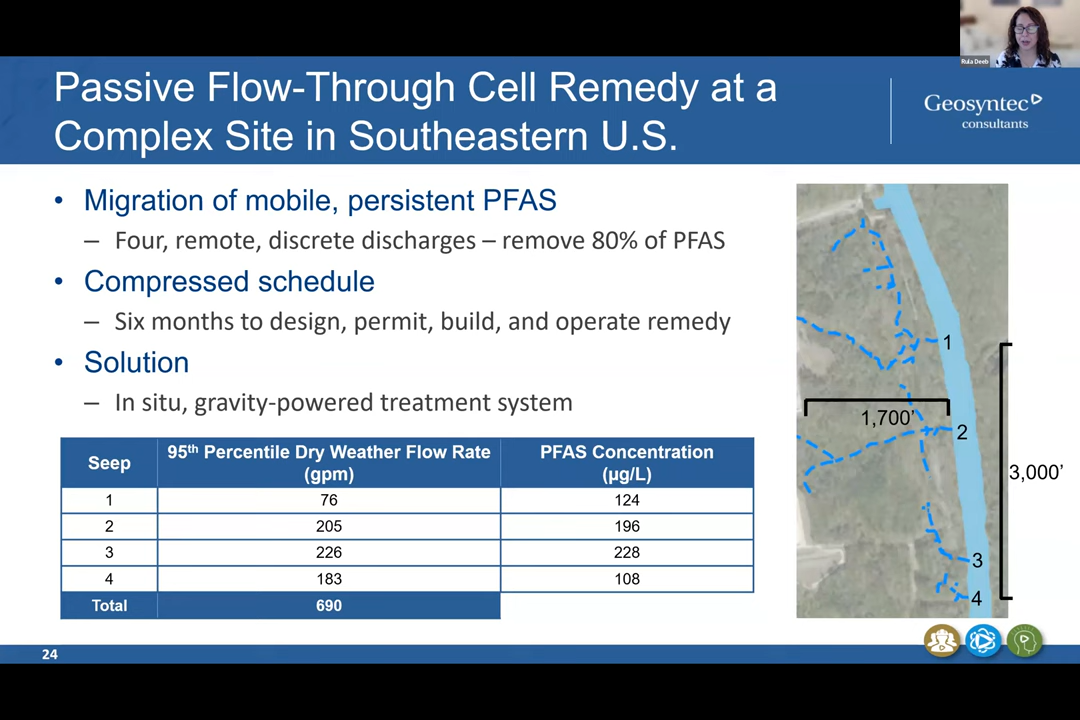 Rula Deeb
Passive Flow-Through Cell Remedy at a
Complex Site in Southeastern U.S.
Geosyntec
consultants
• Migration of mobile, persistent PFAS
– Four, remote, discrete discharges – remove 80% of PFAS
• Compressed schedule
– Six months to design, permit, build, and operate remedy
• Solution
– In situ, gravity-powered treatment system
Seep 95th Percentile Dry Weather Flow Rate (gpm) PFAS Concentration (µg/L)
1 76 124
2 205 196
3 226 228
4 183 108
Total 690
1
1,700’
2
3,000’
3
4
24